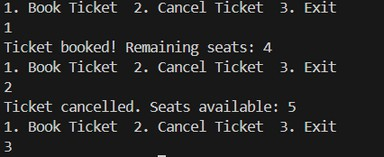 1. Book Ticket  2. Cancel Ticket  3. Exit
1
Ticket booked! Remaining seats: 4
1. Book Ticket  2. Cancel Ticket  3. Exit
2
Ticket cancelled. Seats available: 5
1. Book Ticket  2. Cancel Ticket  3. Exit
3